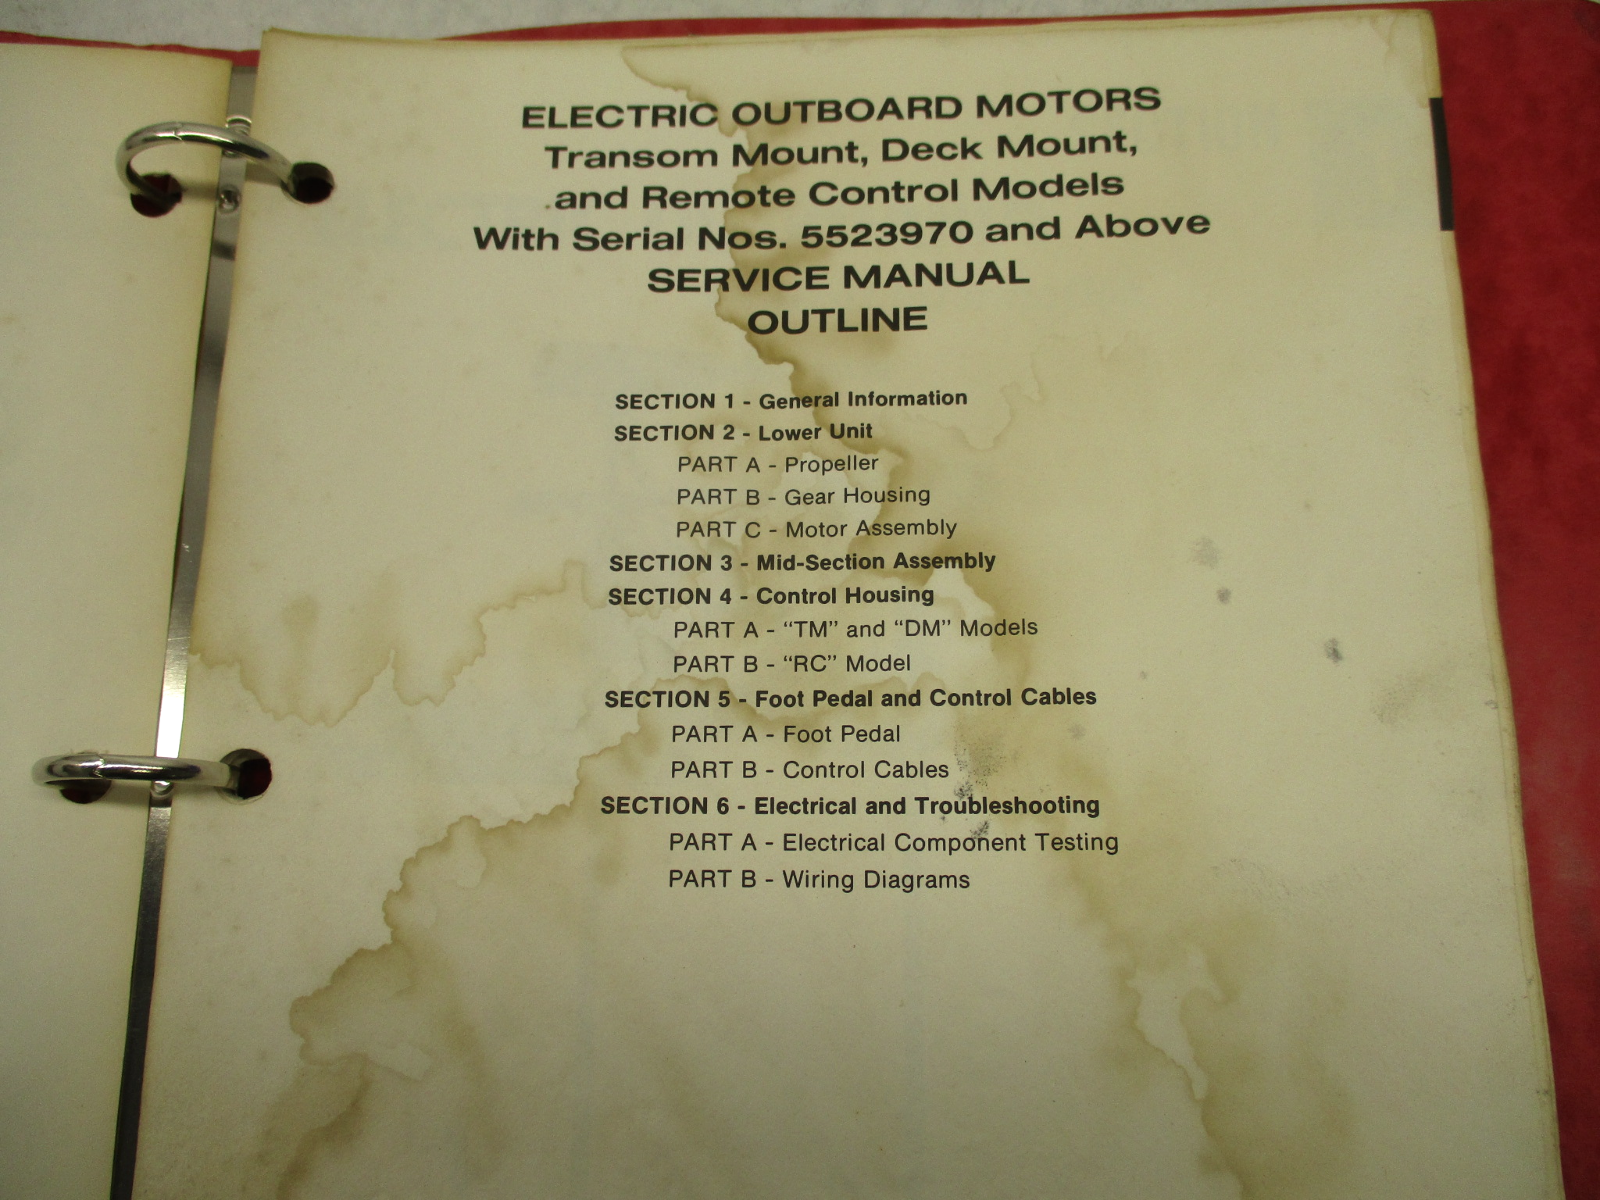 ELECTRIC OUTBOARD MOTORS
Transom Mount, Deck Mount,
and Remote Control Models
With Serial Nos. 5523970 and Above
SERVICE MANUAL
OUTLINE
SECTION 1 - General Information
SECTION 2 - Lower Unit
PART A - Propeller
PART B - Gear Housing
PART C - Motor Assembly
SECTION 3 - Mid-Section Assembly
SECTION 4 - Control Housing
PART A - “TM” and “DM” Models
PART B - “RC” Model
SECTION 5 - Foot Pedal and Control Cables
PART A - Foot Pedal
PART B - Control Cables
SECTION 6 - Electrical and Troubleshooting
PART A - Electrical Component Testing
PART B - Wiring Diagrams